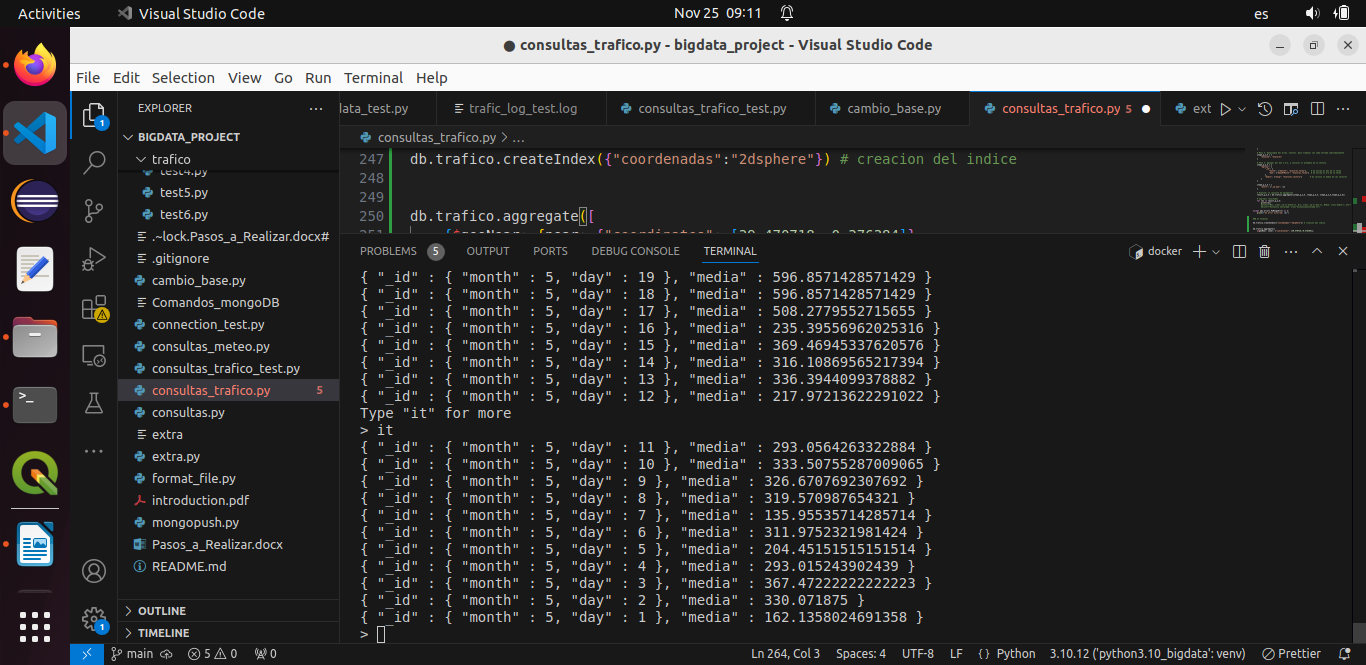 Activities Visual Studio Code Nov 25 09:11 es
consultas_trafico.py - bigdata_project - Visual Studio Code
File Edit Selection View Go Run Terminal Help
EXPLORER
data_test.py trafic_log_test.log consultas_trafico_test.py cambio_base.py consultas_trafico.py 5 ext
BIGDATA_PROJECT
trafico
test4.py
test5.py
test6.py
.~lock.Pasos_a_Realizar.docx#
.gitignore
cambio_base.py
Comandos_mongoDB
connection_test.py
consultas_meteo.py
consultas_trafico_test.py
consultas_trafico.py 5
consultas.py
extra
extra.py
format_file.py
introduction.pdf
mongopush.py
Pasos_a_Realizar.docx
README.md
OUTLINE
TIMELINE
consultas_trafico.py > ...
247 db.trafico.createIndex({"coordenadas":"2dsphere"}) # creacion del indice
248
249
250 db.trafico.aggregate([
PROBLEMS 5 OUTPUT PORTS DEBUG CONSOLE TERMINAL docker
{ "_id" : { "month" : 5, "day" : 19 }, "media" : 596.8571428571429 }
{ "_id" : { "month" : 5, "day" : 18 }, "media" : 596.8571428571429 }
{ "_id" : { "month" : 5, "day" : 17 }, "media" : 508.2779552715655 }
{ "_id" : { "month" : 5, "day" : 16 }, "media" : 235.39556962025316 }
{ "_id" : { "month" : 5, "day" : 15 }, "media" : 369.46945337620576 }
{ "_id" : { "month" : 5, "day" : 14 }, "media" : 316.10869565217394 }
{ "_id" : { "month" : 5, "day" : 13 }, "media" : 336.3944099378882 }
{ "_id" : { "month" : 5, "day" : 12 }, "media" : 217.97213622291022 }
Type "it" for more
> it
{ "_id" : { "month" : 5, "day" : 11 }, "media" : 293.0564263322884 }
{ "_id" : { "month" : 5, "day" : 10 }, "media" : 333.50755287009065 }
{ "_id" : { "month" : 5, "day" : 9 }, "media" : 326.6707692307692 }
{ "_id" : { "month" : 5, "day" : 8 }, "media" : 319.570987654321 }
{ "_id" : { "month" : 5, "day" : 7 }, "media" : 135.95535714285714 }
{ "_id" : { "month" : 5, "day" : 6 }, "media" : 311.9752321981424 }
{ "_id" : { "month" : 5, "day" : 5 }, "media" : 204.45151515151514 }
{ "_id" : { "month" : 5, "day" : 4 }, "media" : 293.015243902439 }
{ "_id" : { "month" : 5, "day" : 3 }, "media" : 367.47222222222223 }
{ "_id" : { "month" : 5, "day" : 2 }, "media" : 330.071875 }
{ "_id" : { "month" : 5, "day" : 1 }, "media" : 162.1358024691358 }
>
main 5 0 0 Ln 264, Col 3 Spaces: 4 UTF-8 LF {} Python 3.10.12 ('python3.10_bigdata': venv) Prettier